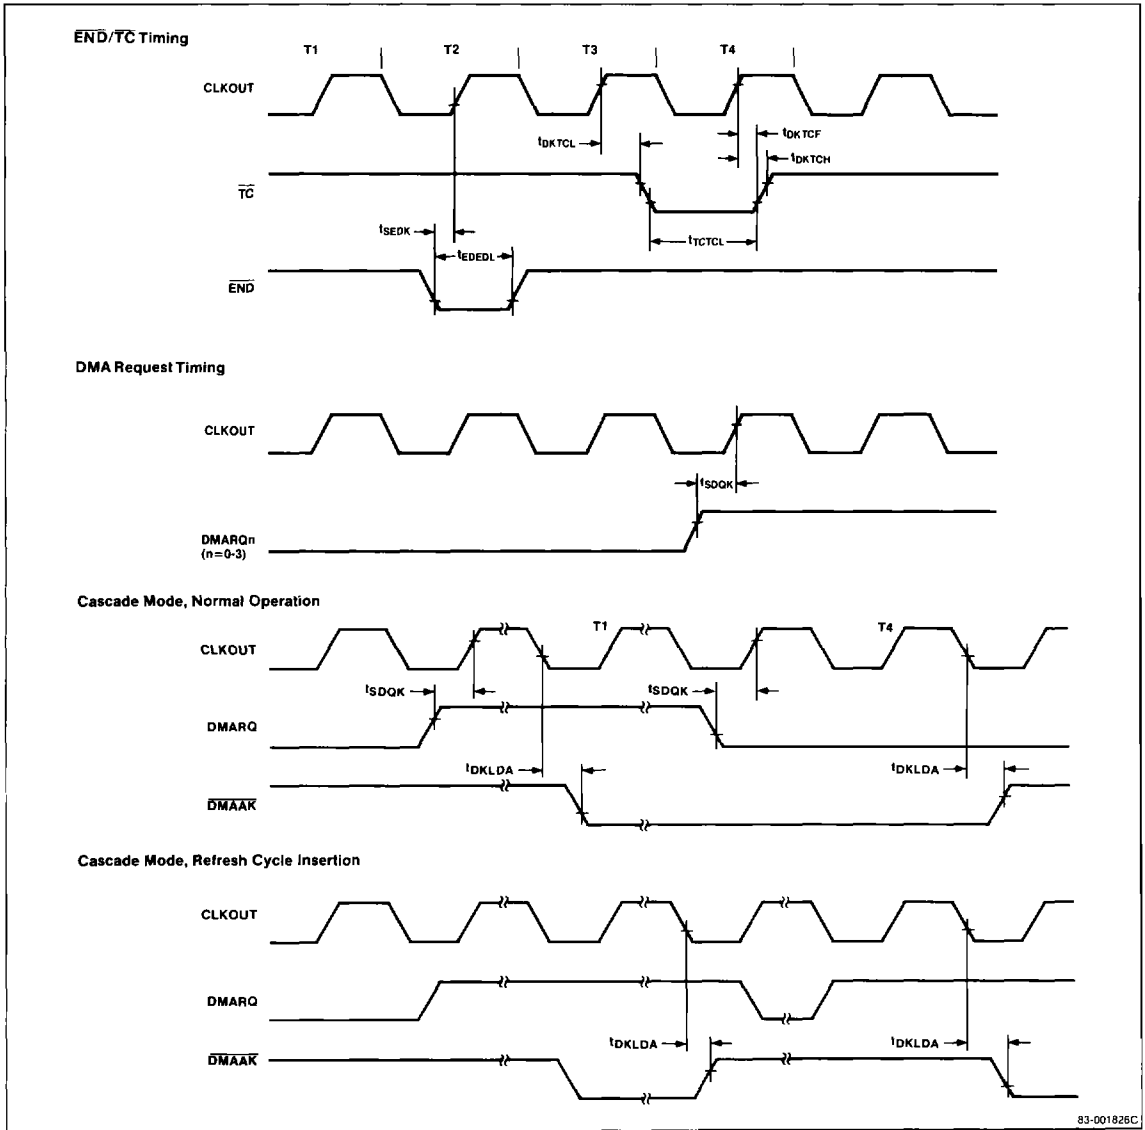 END/TC Timing
T1 T2 T3 T4
CLKOUT
tDKTCL
tDKTCF
tDKTCH
TC
tSEDK
tTCTCL
tEDEDL
END
DMA Request Timing
CLKOUT
tSDQK
DMARQn
(n=0-3)
Cascade Mode, Normal Operation
T1 T4
CLKOUT
tSDQK tSDQK
DMARQ
tDKLDA tDKLDA
DMAAK
Cascade Mode, Refresh Cycle Insertion
CLKOUT
DMARQ
tDKLDA tDKLDA
DMAAK
83-001826C